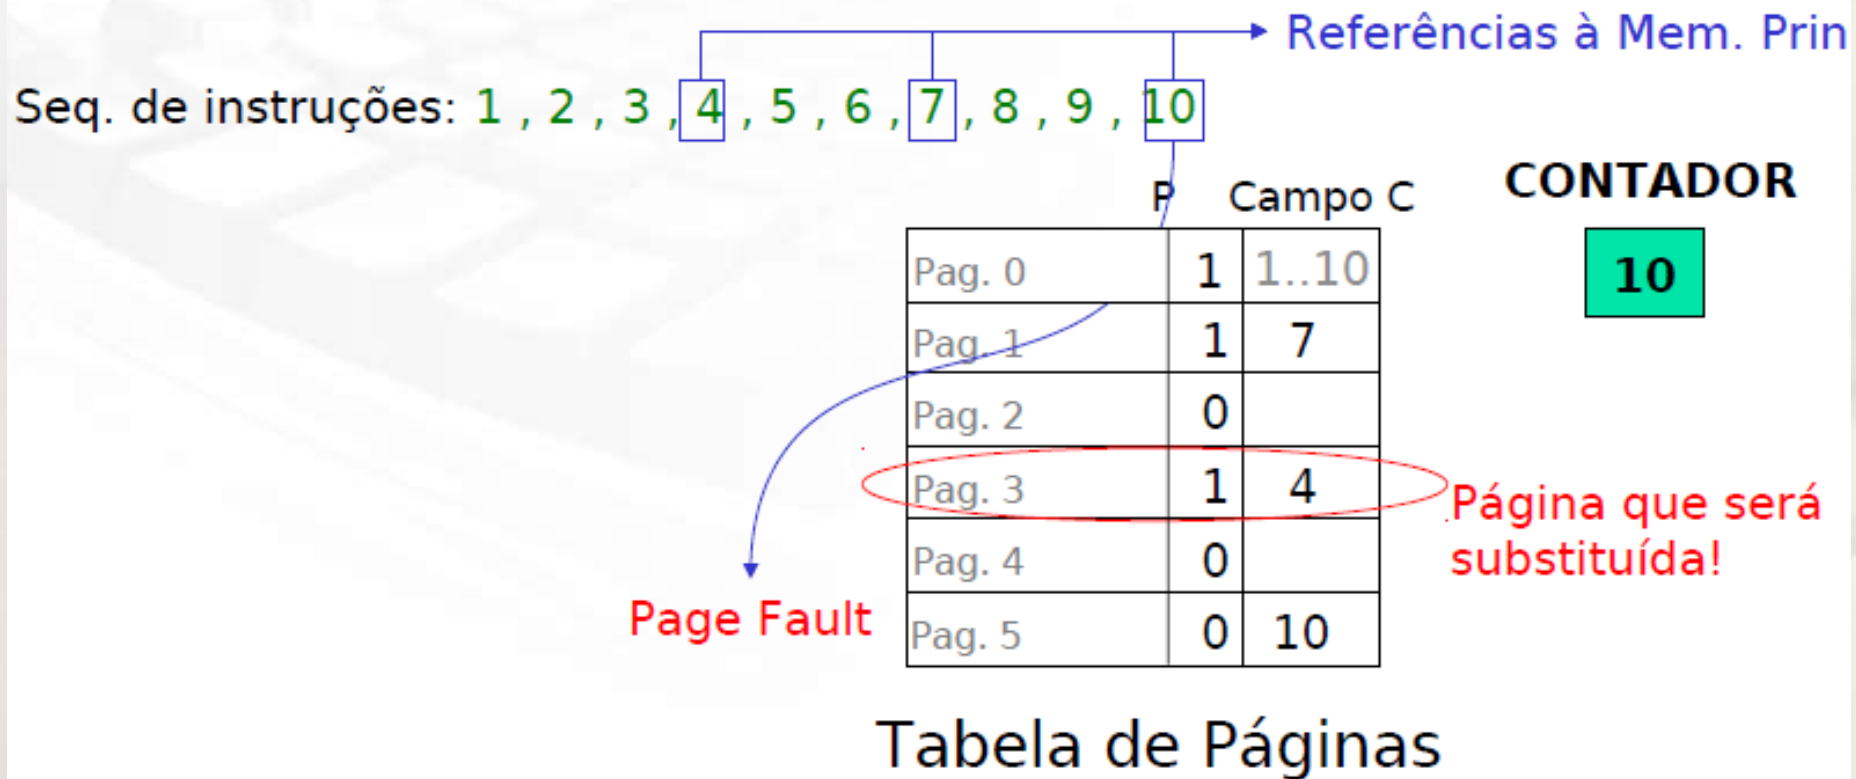 Referências à Mem. Prin
Seq. de instruções: 1 , 2 , 3 , 4 , 5 , 6 , 7 , 8 , 9 , 10
P Campo C
CONTADOR
10
Pag. 0 1 1..10
Pag. 1 1 7
Pag. 2 0
Pag. 3 1 4
Pag. 4 0
Pag. 5 0 10
Página que será
substituída!
Page Fault
Tabela de Páginas